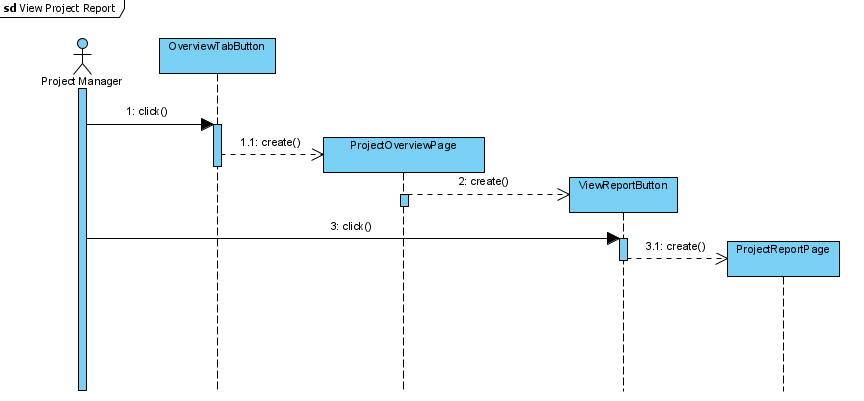 sd View Project Report
OverviewTabButton
Project Manager
1: click()
1.1: create()
ProjectOverviewPage
2: create()
ViewReportButton
3: click()
3.1: create()
ProjectReportPage